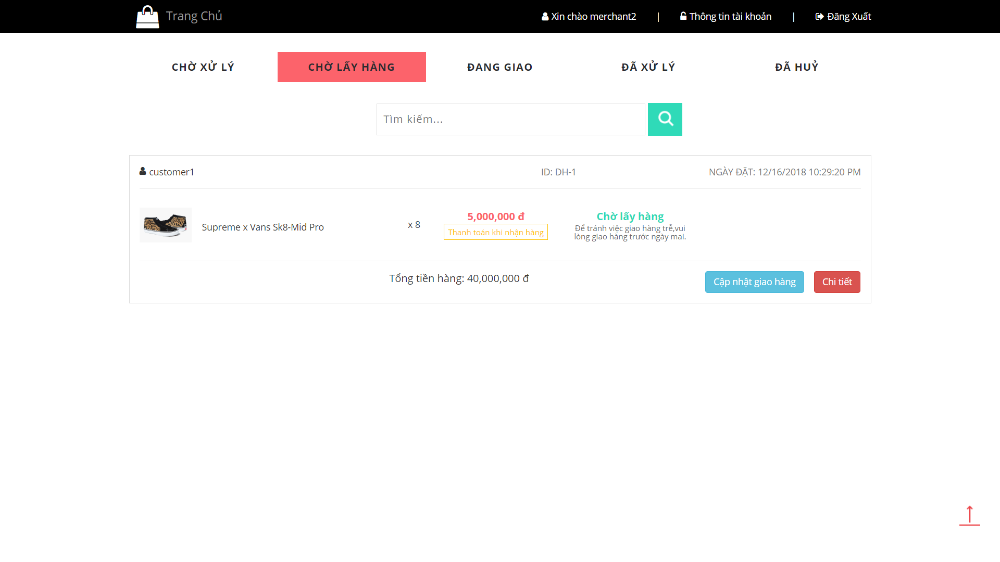 Trang Chủ
Xin chào merchant2 | Thông tin tài khoản | Đăng Xuất
CHỜ XỬ LÝ
CHỜ LẤY HÀNG
ĐANG GIAO
ĐÃ XỬ LÝ
ĐÃ HUỶ
Tìm kiếm...
customer1
ID: DH-1
NGÀY ĐẶT: 12/16/2018 10:29:20 PM
Supreme x Vans Sk8-Mid Pro
x 8
5,000,000 đ
Thanh toán khi nhận hàng
Chờ lấy hàng
Để tránh việc giao hàng trễ,vui
lòng giao hàng trước ngày mai.
Tổng tiền hàng: 40,000,000 đ
Cập nhật giao hàng
Chi tiết